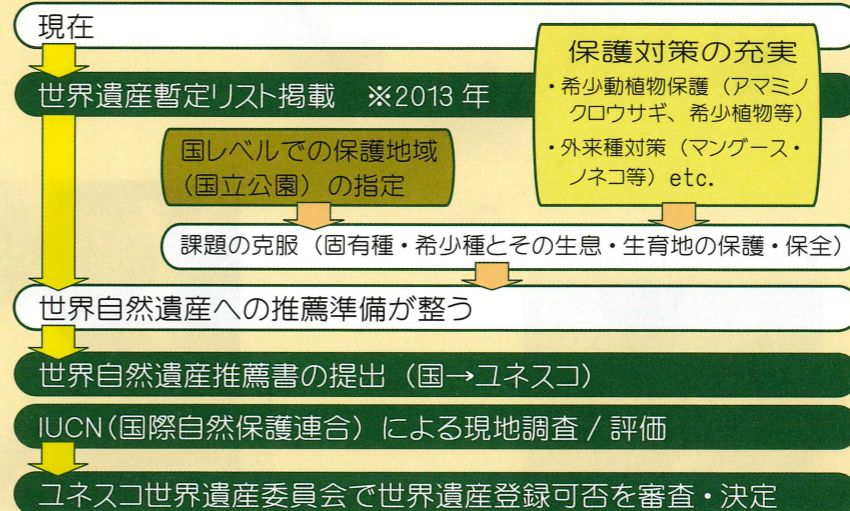 現在
保護対策の充実
・希少動植物保護（アマミノ
クロウサギ、希少植物等）
・外来種対策（マングース・
ノネコ等）etc.
世界遺産暫定リスト掲載　※2013年
国レベルでの保護地域
（国立公園）の指定
課題の克服（固有種・希少種とその生息・生育地の保護・保全）
世界自然遺産への推薦準備が整う
世界自然遺産推薦書の提出（国→ユネスコ）
IUCN(国際自然保護連合）による現地調査 / 評価
ユネスコ世界遺産委員会で世界遺産登録可否を審査・決定